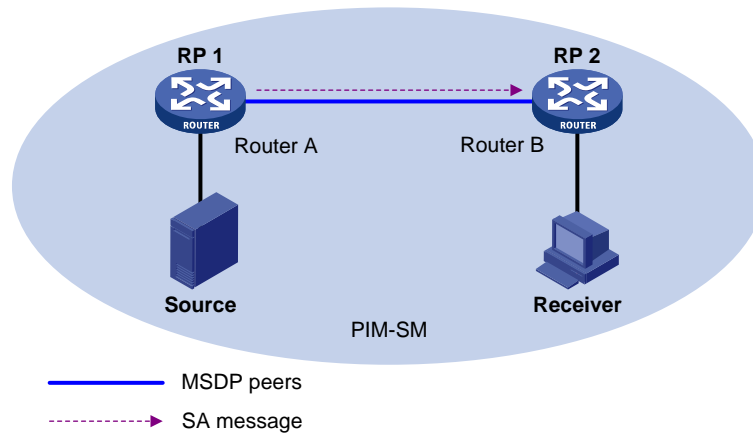 RP 1
RP 2
ROUTER
ROUTER
Router A
Router B
Source
Receiver
PIM-SM
MSDP peers
SA message